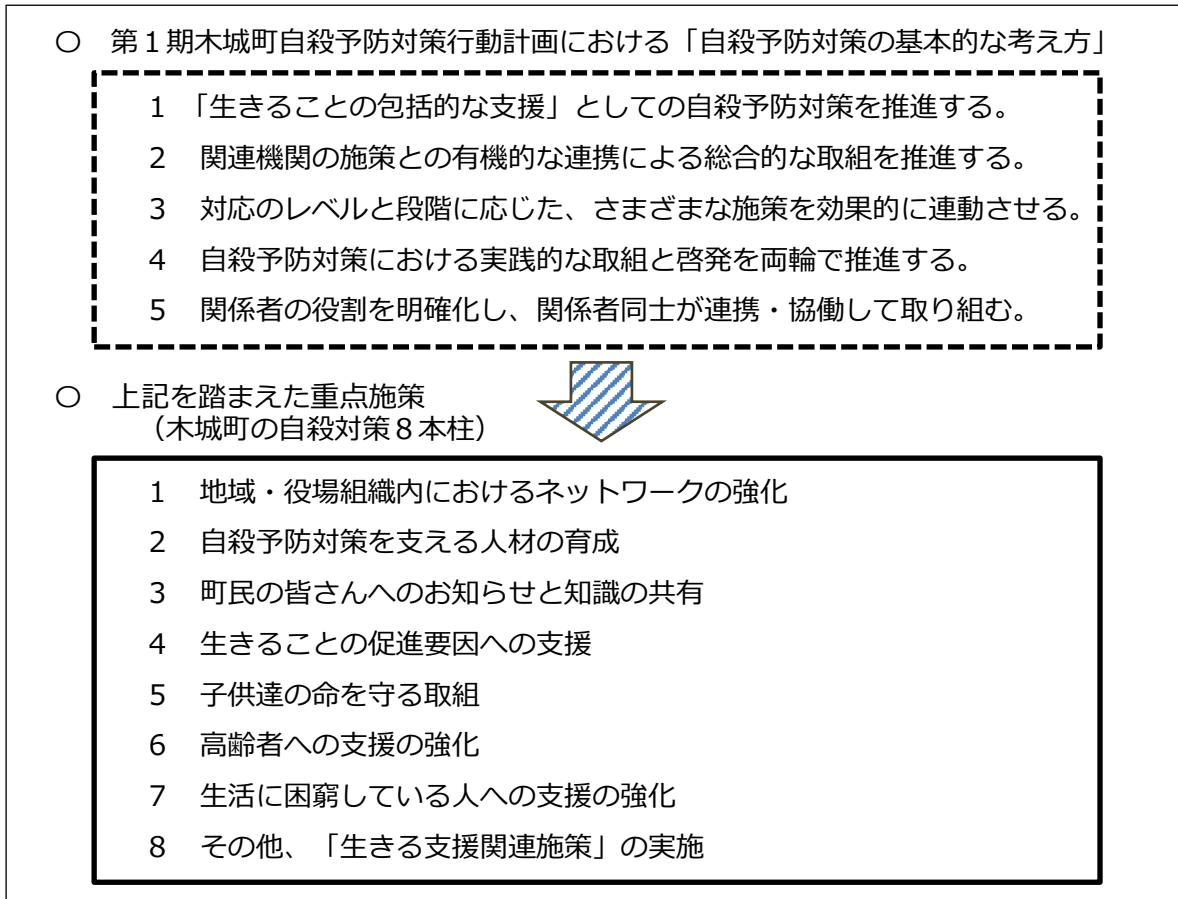 ○　第１期木城町自殺予防対策行動計画における「自殺予防対策の基本的な考え方」
1　「生きることの包括的な支援」としての自殺予防対策を推進する。
2　関連機関の施策との有機的な連携による総合的な取組を推進する。
3　対応のレベルと段階に応じた、さまざまな施策を効果的に連動させる。
4　自殺予防対策における実践的な取組と啓発を両輪で推進する。
5　関係者の役割を明確化し、関係者同士が連携・協働して取り組む。
○　上記を踏まえた重点施策
（木城町の自殺対策８本柱）
1　地域・役場組織内におけるネットワークの強化
2　自殺予防対策を支える人材の育成
3　町民の皆さんへのお知らせと知識の共有
4　生きることの促進要因への支援
5　子供達の命を守る取組
6　高齢者への支援の強化
7　生活に困窮している人への支援の強化
8　その他、「生きる支援関連施策」の実施